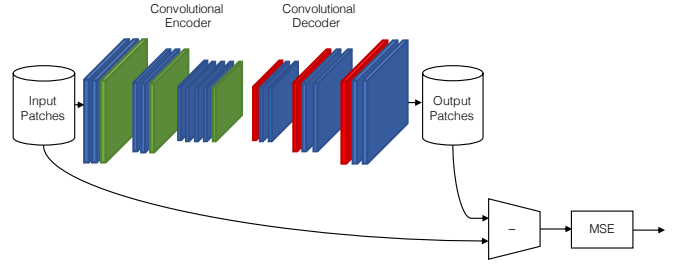 Convolutional
Encoder
Convolutional
Decoder
Input
Patches
Output
Patches
–
MSE